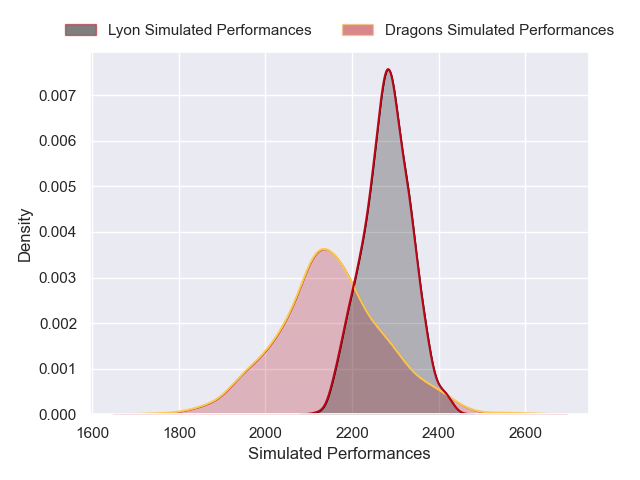 Lyon Simulated Performances Dragons Simulated Performances
0.007
0.006
0.005
0.004
0.003
0.002
0.001
0.000
Density
1600 1800 2000 2200 2400 2600
Simulated Performances